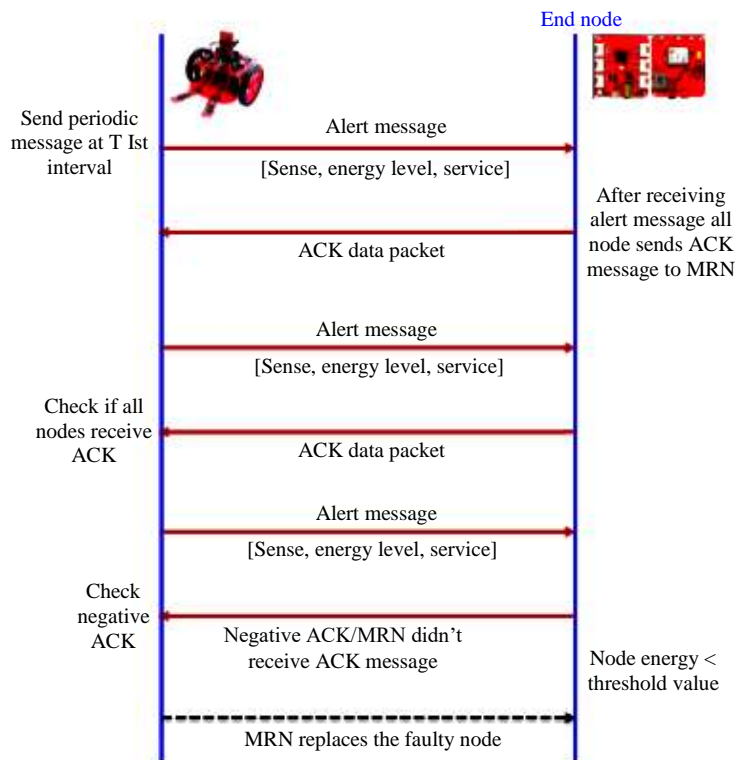 End node
Send periodic
message at T Ist
interval
Alert message
[Sense, energy level, service]
After receiving
alert message all
node sends ACK
message to MRN
ACK data packet
Alert message
[Sense, energy level, service]
Check if all
nodes receive
ACK
ACK data packet
Alert message
[Sense, energy level, service]
Check
negative
ACK
Negative ACK/MRN didn't
receive ACK message
Node energy <
threshold value
MRN replaces the faulty node